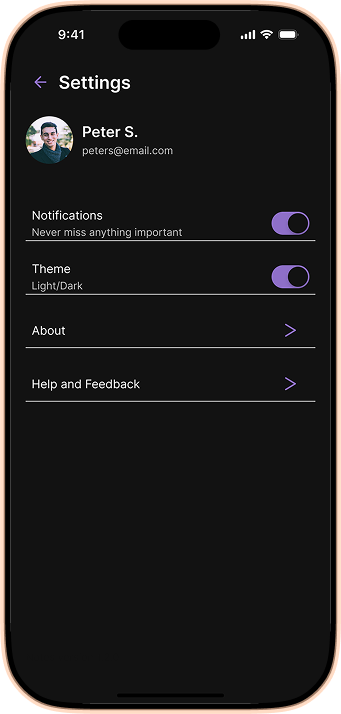 9:41
Settings
Peter S.
peters@email.com
Notifications
Never miss anything important
Theme
Light/Dark
About
Help and Feedback